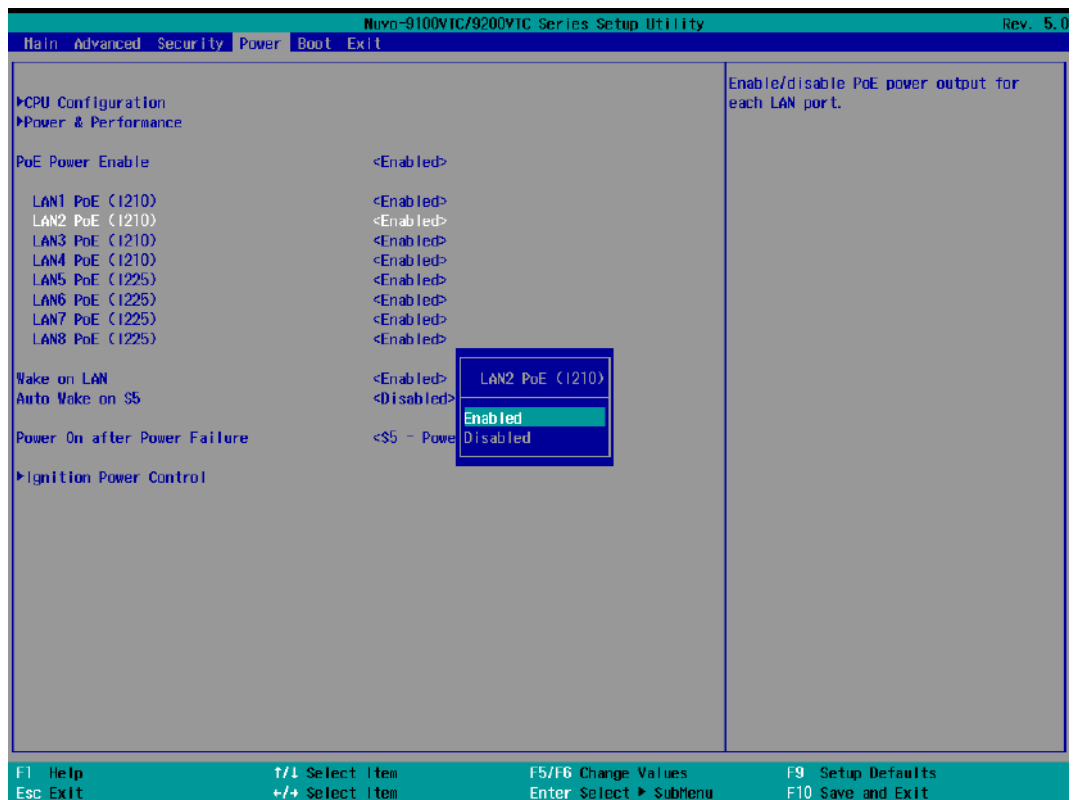 Nuvo-9100VTC/9200VTC Series Setup Utility Rev. 5.0
Main Advanced Security Power Boot Exit
Enable/disable PoE power output for
each LAN port.
▶CPU Configuration
▶Power & Performance
PoE Power Enable <Enabled>
LAN1 PoE (I210) <Enabled>
LAN2 PoE (I210) <Enabled>
LAN3 PoE (I210) <Enabled>
LAN4 PoE (I210) <Enabled>
LAN5 PoE (I225) <Enabled>
LAN6 PoE (I225) <Enabled>
LAN7 PoE (I225) <Enabled>
LAN8 PoE (I225) <Enabled>
Wake on LAN <Enabled>
Auto Wake on S5 <Disabled>
Power On after Power Failure <S5 - Powe
▶Ignition Power Control
LAN2 PoE (I210)
Enabled
Disabled
F1 Help ↑/↓ Select Item F5/F6 Change Values F9 Setup Defaults
Esc Exit ←/→ Select Item Enter Select ▶ SubMenu F10 Save and Exit